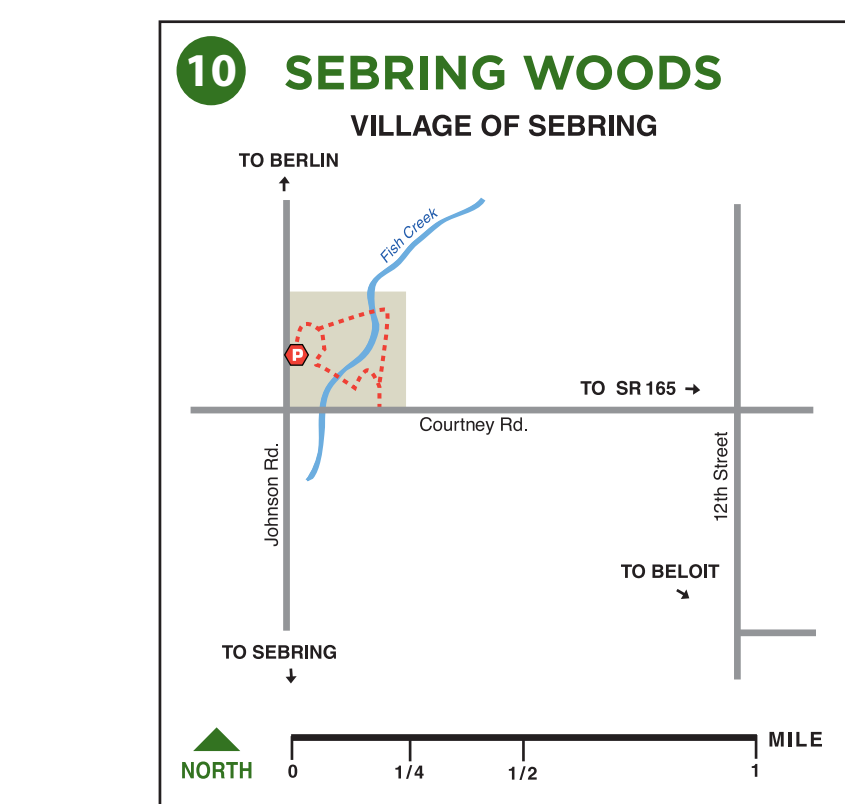 10 SEBRING WOODS
VILLAGE OF SEBRING
TO BERLIN
Fish Creek
P
TO SR 165
Courtney Rd.
Johnson Rd.
12th Street
TO BELOIT
TO SEBRING
MILE
NORTH
0 1/4 1/2 1